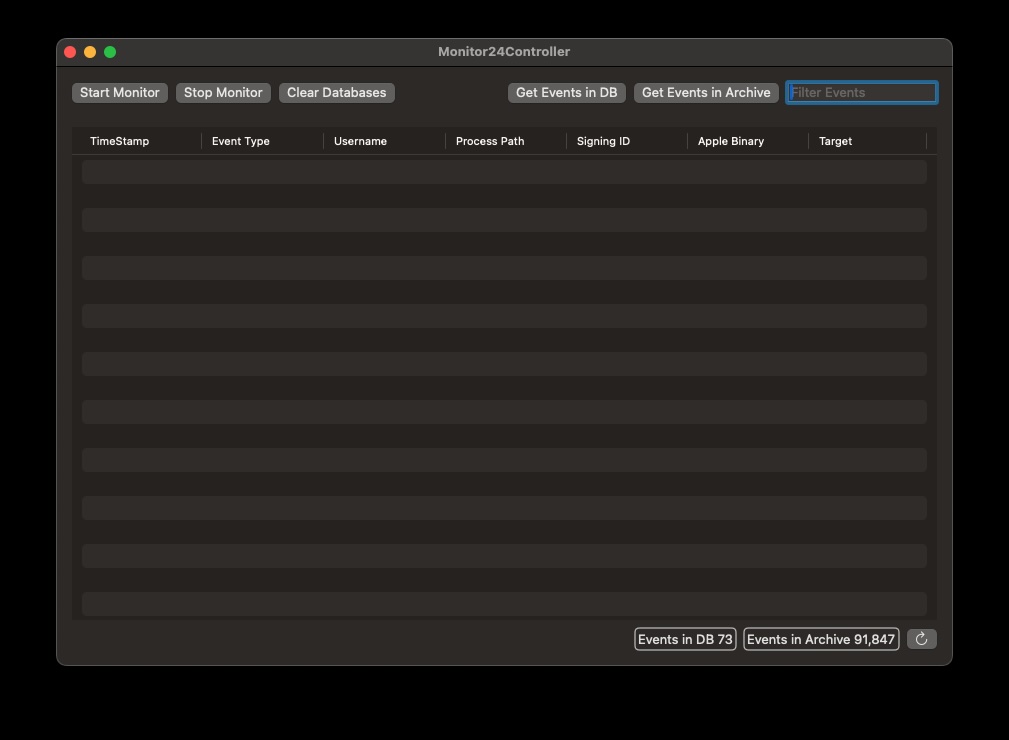 Monitor24Controller
Start Monitor Stop Monitor Clear Databases Get Events in DB Get Events in Archive Filter Events
TimeStamp Event Type Username Process Path Signing ID Apple Binary Target
Events in DB 73 Events in Archive 91,847